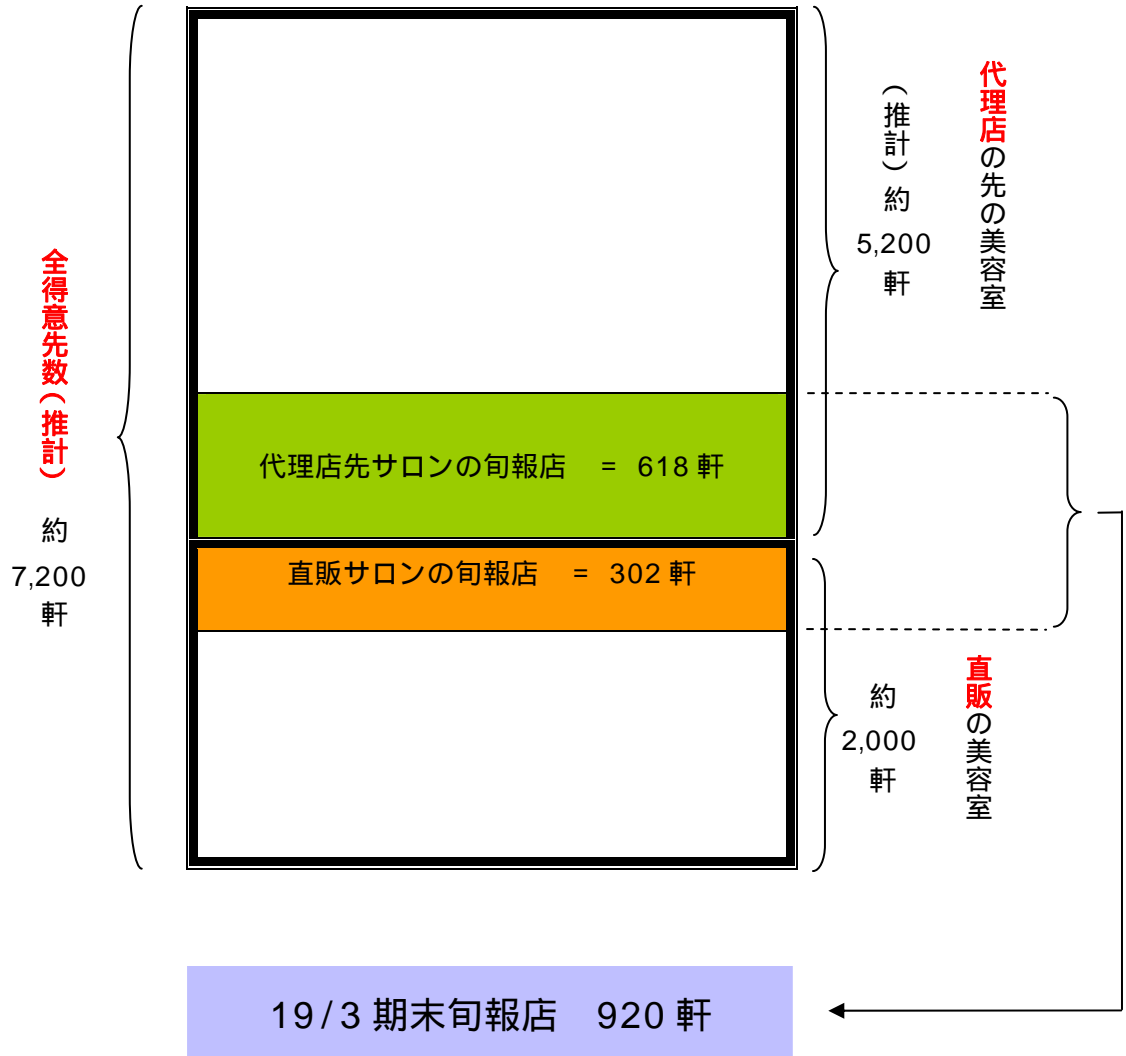 全得意先数(推計)
約
7,200
軒
代理店先サロンの旬報店 = 618 軒
直販サロンの旬報店 = 302 軒
代理店の先の美容室
(推計)約
5,200
軒
直販の美容室
約
2,000
軒
19/3 期末旬報店 920 軒